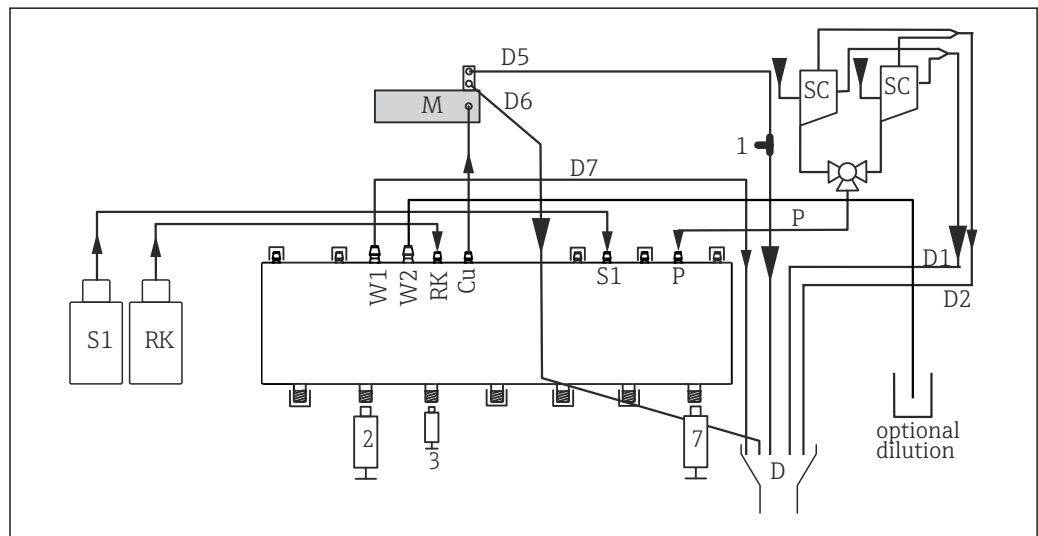 D5
SC
SC
M
D6
1
D7
P
W1
W2
RK
Cu
S1
P
D1
D2
S1
RK
2
3
7
D
optional
dilution